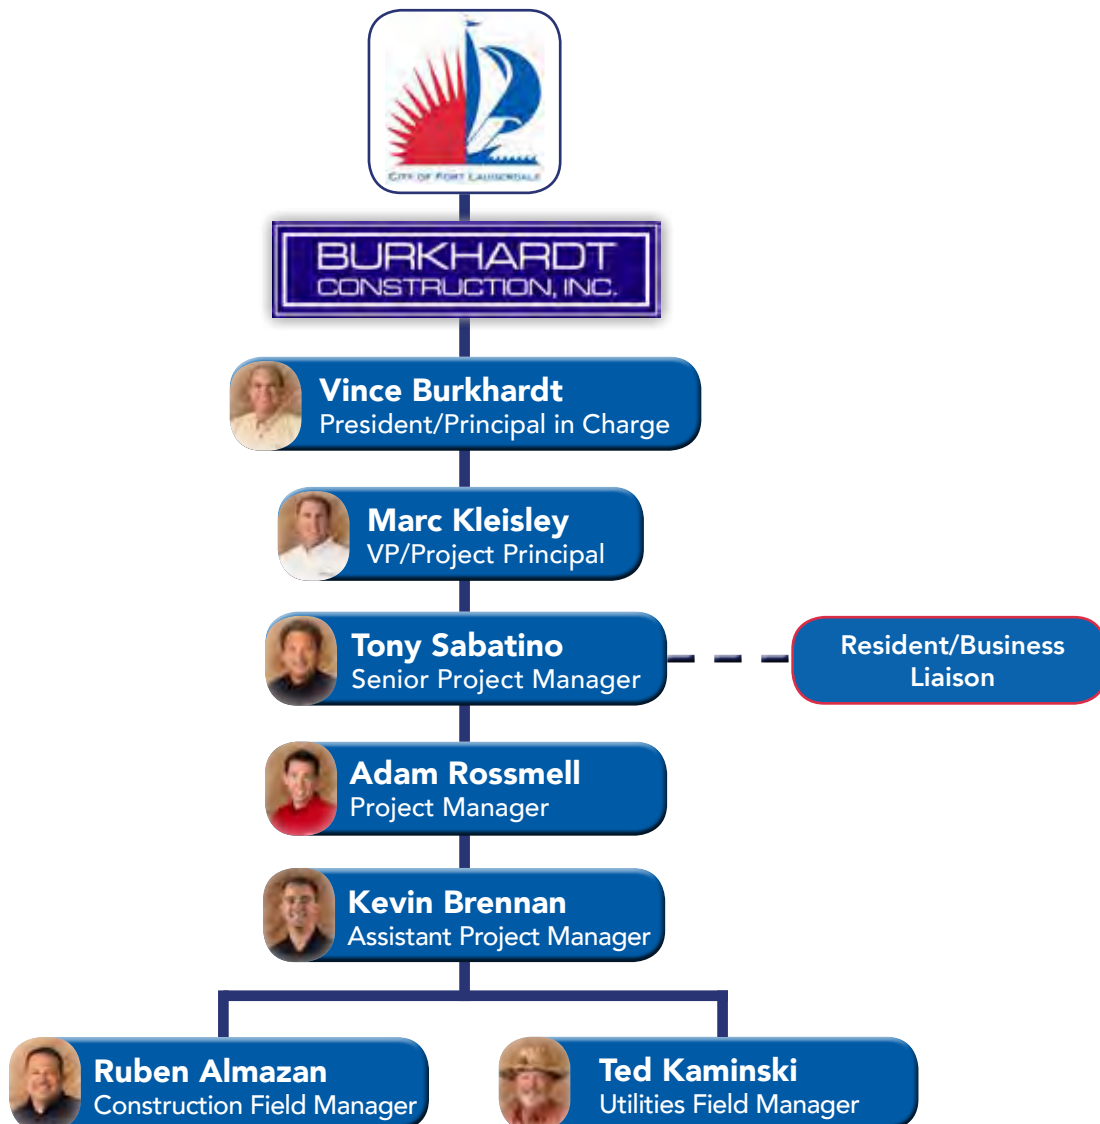 CITY OF FORT LAUDERDALE
BURKHARDT
CONSTRUCTION, INC.
Vince Burkhardt
President/Principal in Charge
Marc Kleisley
VP/Project Principal
Tony Sabatino
Senior Project Manager
Resident/Business
Liaison
Adam Rossmell
Project Manager
Kevin Brennan
Assistant Project Manager
Ruben Almazan
Construction Field Manager
Ted Kaminski
Utilities Field Manager